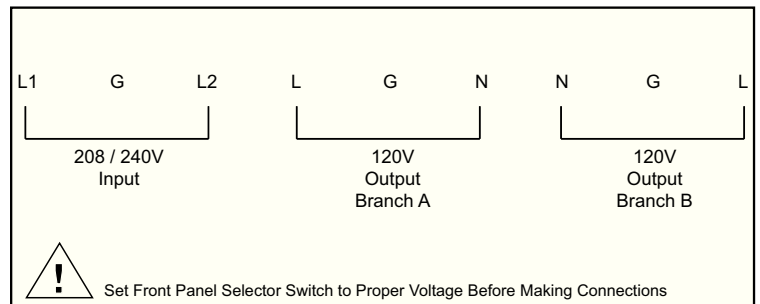 L1 G L2 L G N N G L
208 / 240V 120V 120V
Input Output Output
Branch A Branch B
! Set Front Panel Selector Switch to Proper Voltage Before Making Connections